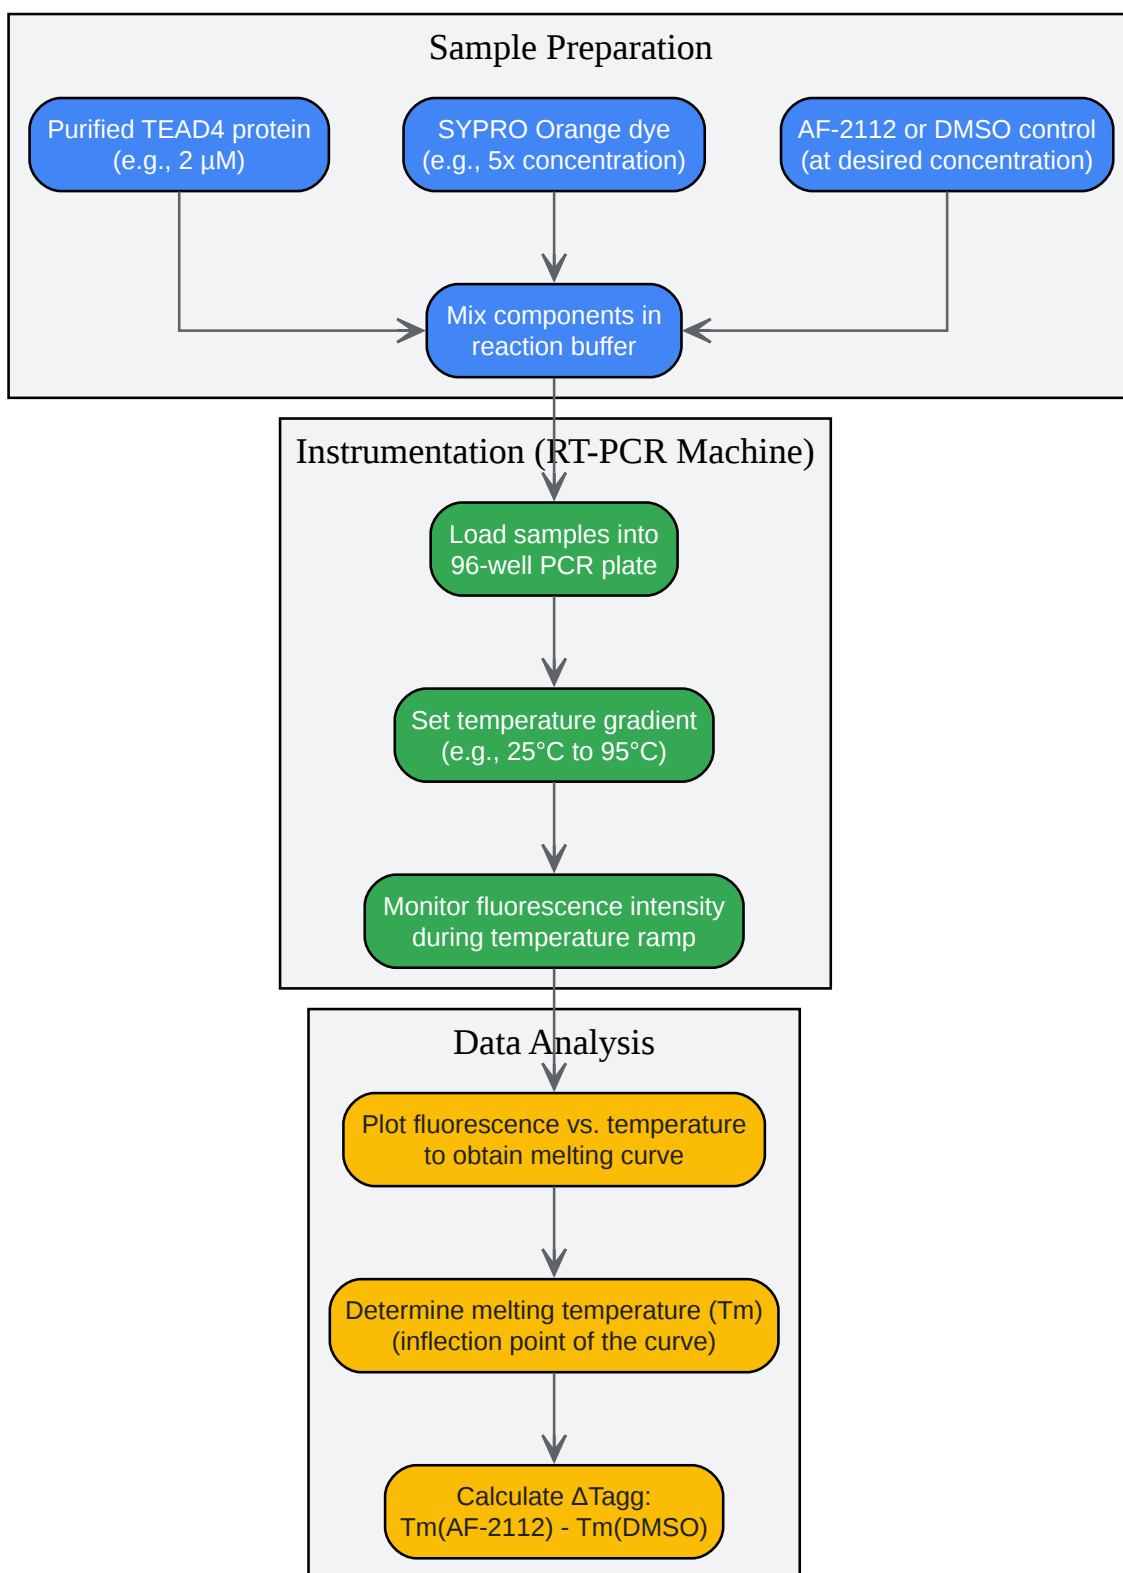 Sample Preparation
Purified TEAD4 protein
(e.g., 2 µM)
SYPRO Orange dye
(e.g., 5x concentration)
AF-2112 or DMSO control
(at desired concentration)
Mix components in
reaction buffer
Instrumentation (RT-PCR Machine)
Load samples into
96-well PCR plate
Set temperature gradient
(e.g., 25°C to 95°C)
Monitor fluorescence intensity
during temperature ramp
Data Analysis
Plot fluorescence vs. temperature
to obtain melting curve
Determine melting temperature (Tm)
(inflection point of the curve)
Calculate ΔTagg:
Tm(AF-2112) - Tm(DMSO)